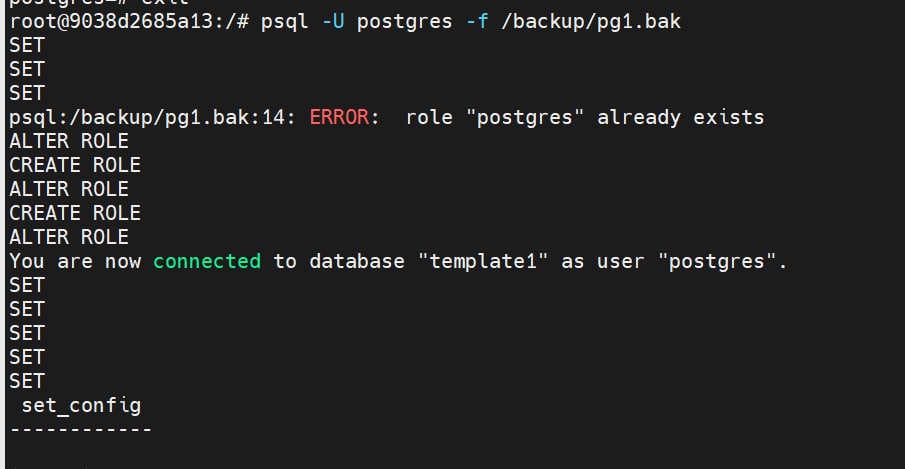 root@9038d2685a13:/# psql -U postgres -f /backup/pg1.bak
SET
SET
SET
psql:/backup/pg1.bak:14: ERROR:  role "postgres" already exists
ALTER ROLE
CREATE ROLE
ALTER ROLE
CREATE ROLE
ALTER ROLE
You are now connected to database "template1" as user "postgres".
SET
SET
SET
SET
SET
 set_config
------------